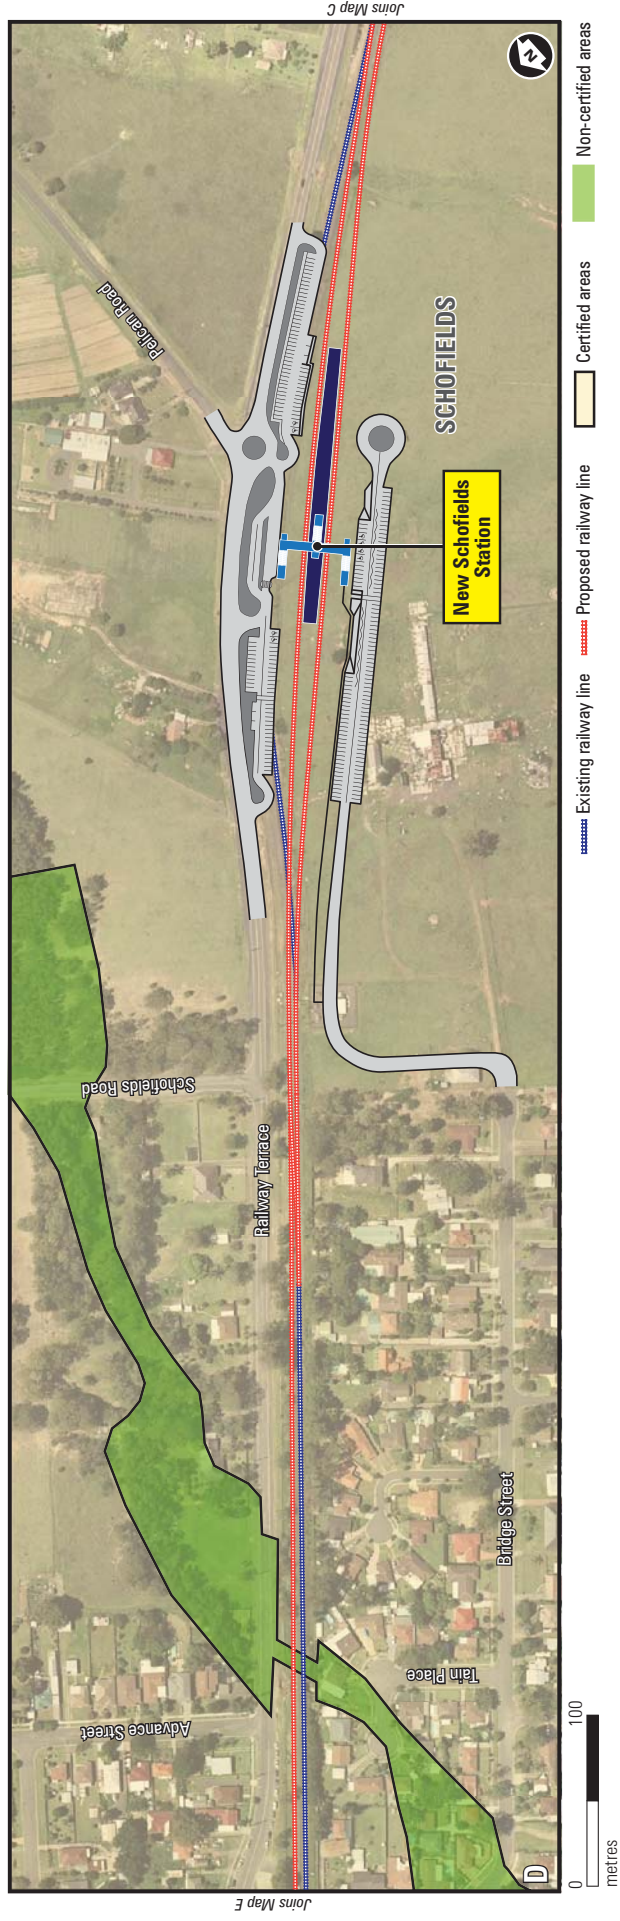 Joins Map C
N
Pelican Road
SCHOFIELDS
New Schofields
Station
Schofields Road
Railway Terrace
Bridge Street
Tain Place
Advance Street
D
Joins Map E
0
100
metres
Existing railway line
Proposed railway line
Certified areas
Non-certified areas